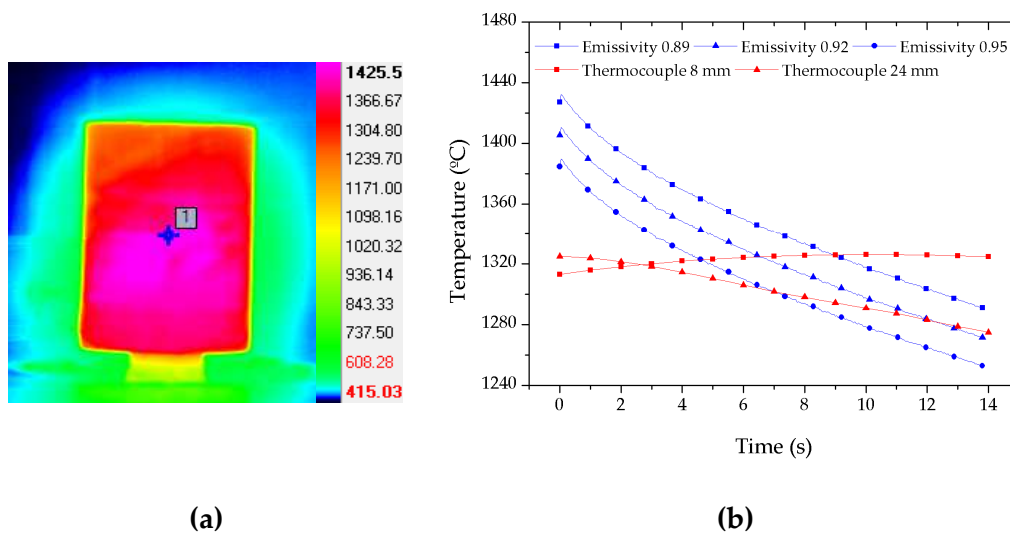 1425.5
1366.67
1304.80
1239.70
1171.00
1098.16
1020.32
936.14
843.33
737.50
608.28
415.03
1
(a)
1480
1440
1400
1360
1320
1280
1240
Temperature (ºC)
Emissivity 0.89 Emissivity 0.92 Emissivity 0.95
Thermocouple 8 mm Thermocouple 24 mm
0 2 4 6 8 10 12 14
Time (s)
(b)